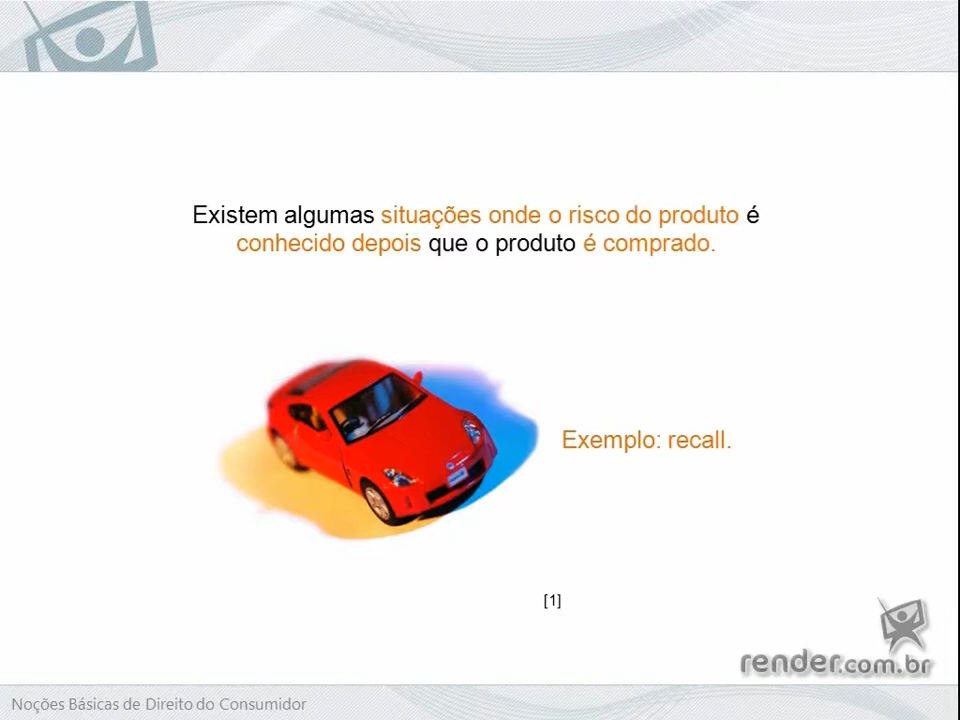 Existem algumas situações onde o risco do produto é
conhecido depois que o produto é comprado.
Exemplo: recall.
[1]
render.com.br
Noções Básicas de Direito do Consumidor